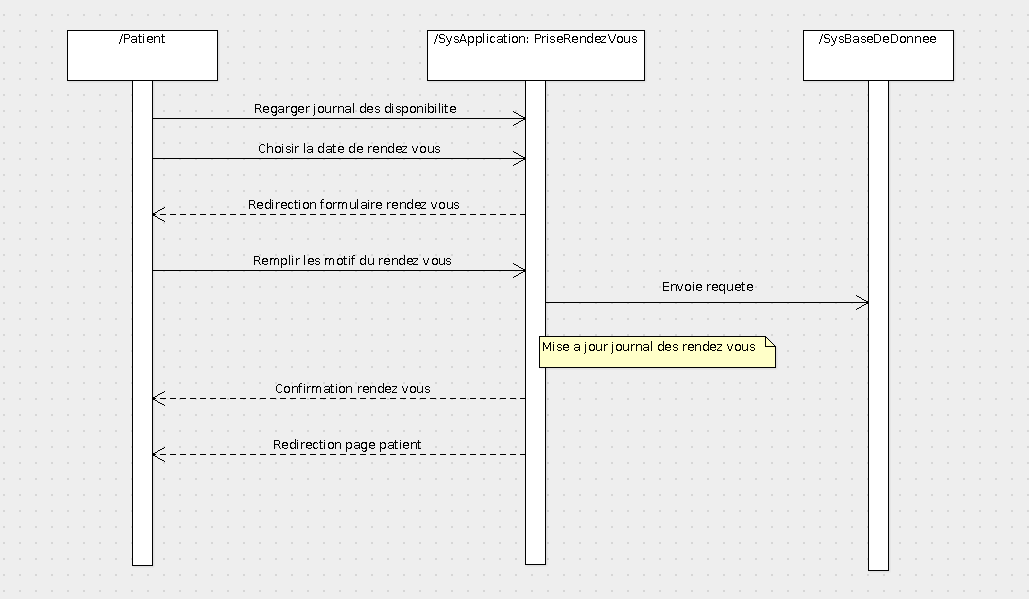 /Patient
/SysApplication: PriseRendezVous
/SysBaseDeDonnee
Regarger journal des disponibilite
Choisir la date de rendez vous
Redirection formulaire rendez vous
Remplir les motif du rendez vous
Envoie requete
Mise a jour journal des rendez vous
Confirmation rendez vous
Redirection page patient